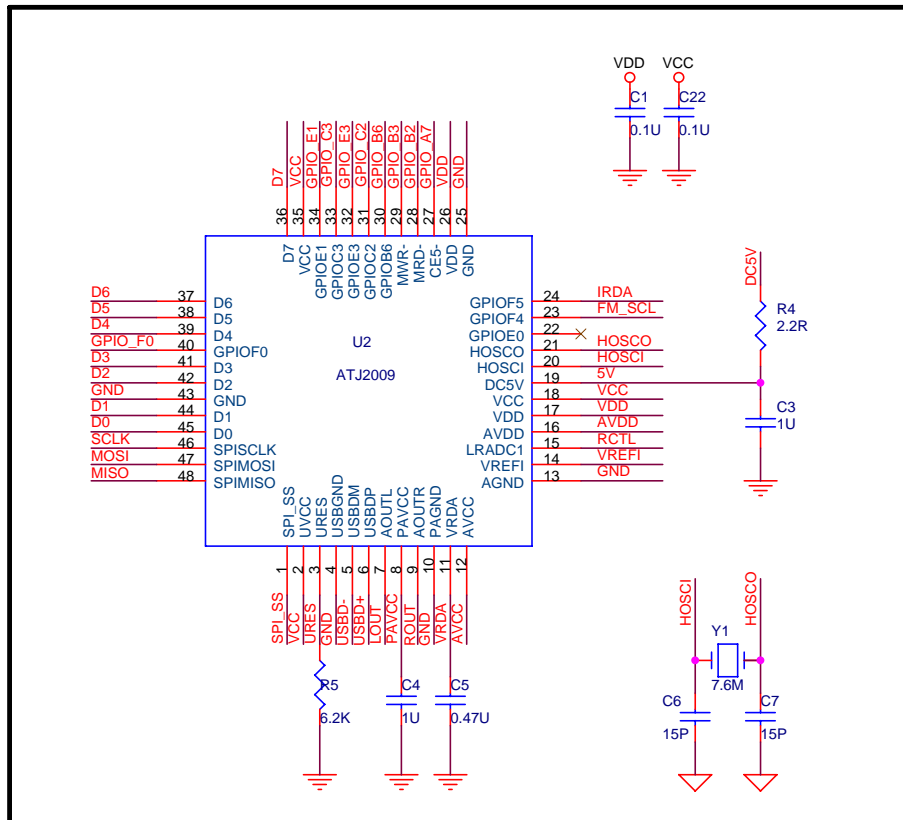 VDD VCC
C1 C22
0.1U 0.1U
D7 VCC GPIO_E1 GPIO_C3 GPIO_E3 GPIO_C2 GPIO_B6 GPIO_B3 GPIO_B2 GPIO_A7 VDD GND
36 35 34 33 32 31 30 29 28 27 26 25
D7 VCC GPIOE1 GPIOC3 GPIOE3 GPIOC2 GPIOB6 MWR- MRD- CE5- VDD GND
D6 37 D6
D5 38 D5
D4 39 D4
GPIO_F0 40 GPIOF0
D3 41 D3
D2 42 D2
GND 43 GND
D1 44 D1
D0 45 D0
SCLK 46 SPISCLK
MOSI 47 SPIMOSI
MISO 48 SPIMISO
U2
ATJ2009
GPIOF5 24 IRDA
GPIOF4 23 FM_SCL
GPIOE0 22
HOSCO 21 HOSCO
HOSCI 20 HOSCI
DC5V 19 5V
VCC 18 VCC
VDD 17 VDD
AVDD 16 AVDD
LRADC1 15 RCTL
VREFI 14 VREFI
AGND 13 GND
DC5V
R4
2.2R
C3
1U
SPI_SS UVCC URES USBGND USBDM USBDP AOUTL PAVCC AOUTR PAGND VRDA AVCC
1 2 3 4 5 6 7 8 9 10 11 12
SPI_SS VCC URES GND USBD- USBD+ LOUT PAVCC ROUT GND VRDA AVCC
R5 C4 C5
6.2K 1U 0.47U
HOSCI HOSCO
Y1
7.6M
C6 C7
15P 15P